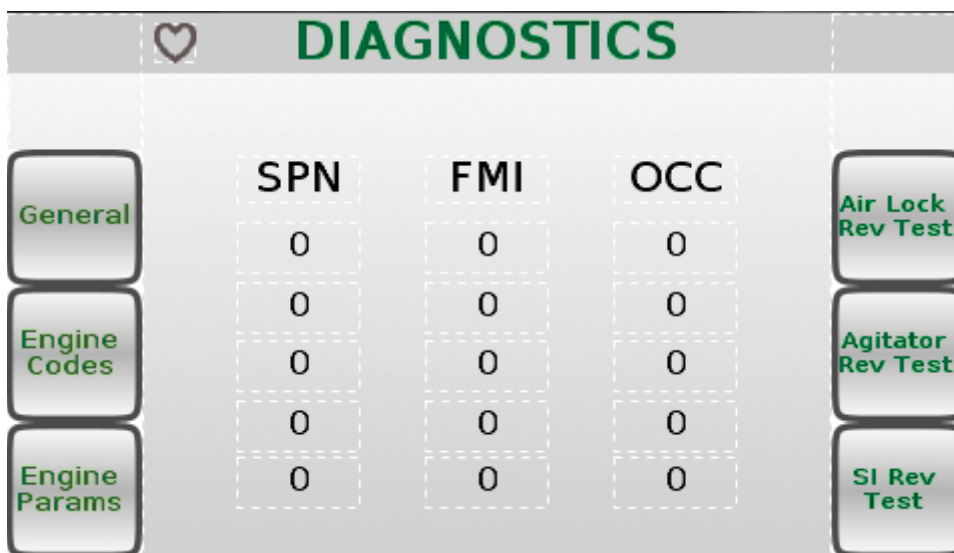 DIAGNOSTICS
SPN FMI OCC
General
Air Lock
Rev Test
0 0 0
0 0 0
Engine
Codes
Agitator
Rev Test
0 0 0
0 0 0
Engine
Params
SI Rev
Test
0 0 0